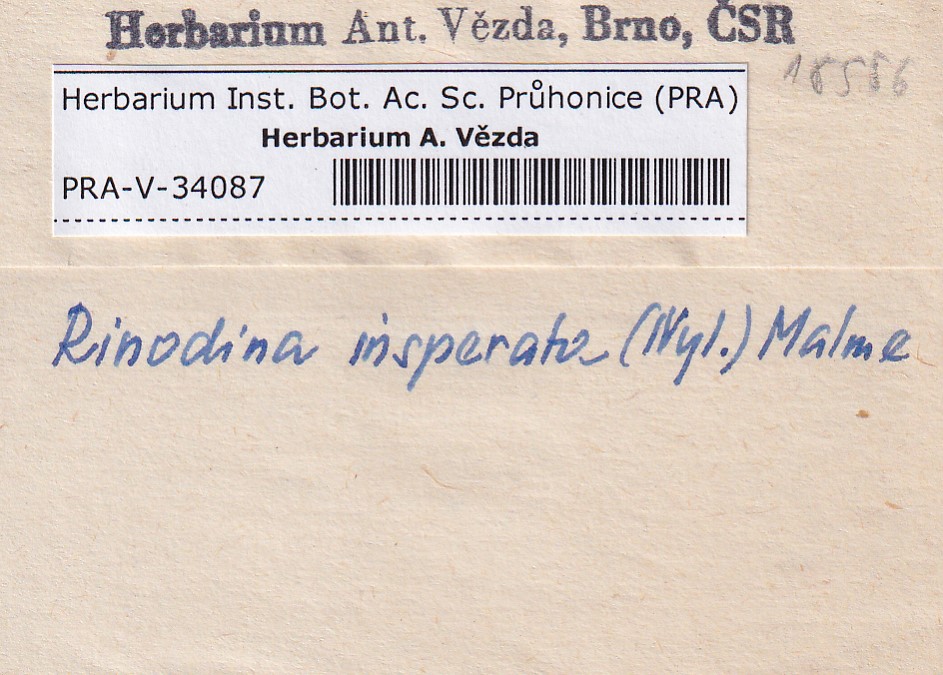 Herbarium Ant. Vězda, Brno, ČSR
18556
Herbarium Inst. Bot. Ac. Sc. Průhonice (PRA)
Herbarium A. Vězda
PRA-V-34087
Rinodina insperata (Nyl.) Malme